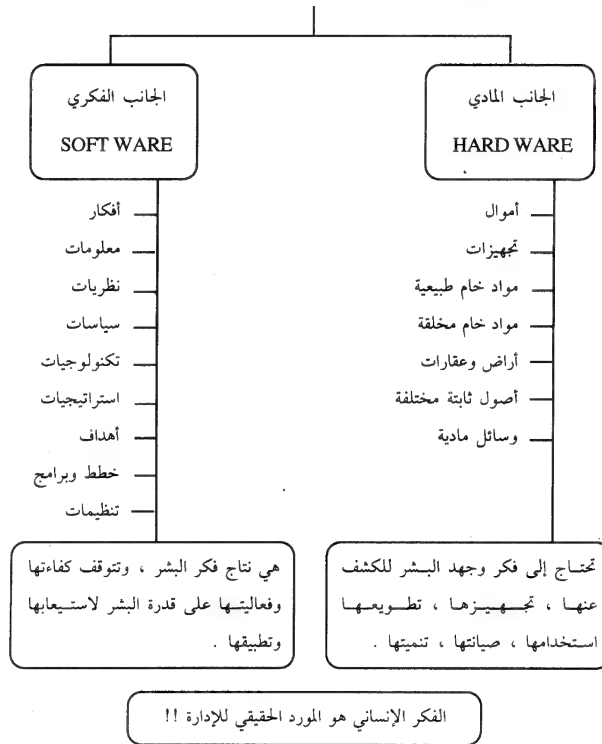 الجانب المادي
HARD WARE
أموال
تجهيزات
مواد خام طبيعية
مواد خام مخلقة
أراض وعقارات
أصول ثابتة مختلفة
وسائل مادية
تحتاج إلى فكر وجهد البشر للكشف
عنها ، تجهيزها ، تطويعها
استخدامها ، صيانتها ، تنميتها .
الجانب الفكري
SOFT WARE
أفكار
معلومات
نظريات
سياسات
تكنولوجيات
استراتيجيات
أهداف
خطط وبرامج
تنظيمات
هي نتاج فكر البشر ، وتتوقف كفاءتها
وفعاليتها على قدرة البشر لاستيعابها
وتطبيقها .
الفكر الإنساني هو المورد الحقيقي للإدارة !!